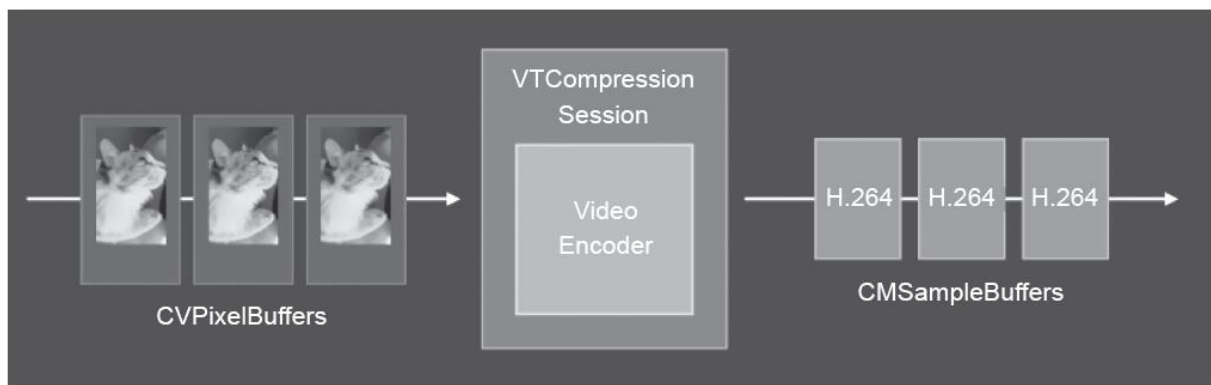 VTCompression
Session
Video
Encoder
CVPixelBuffers
H.264
H.264
H.264
CMSampleBuffers